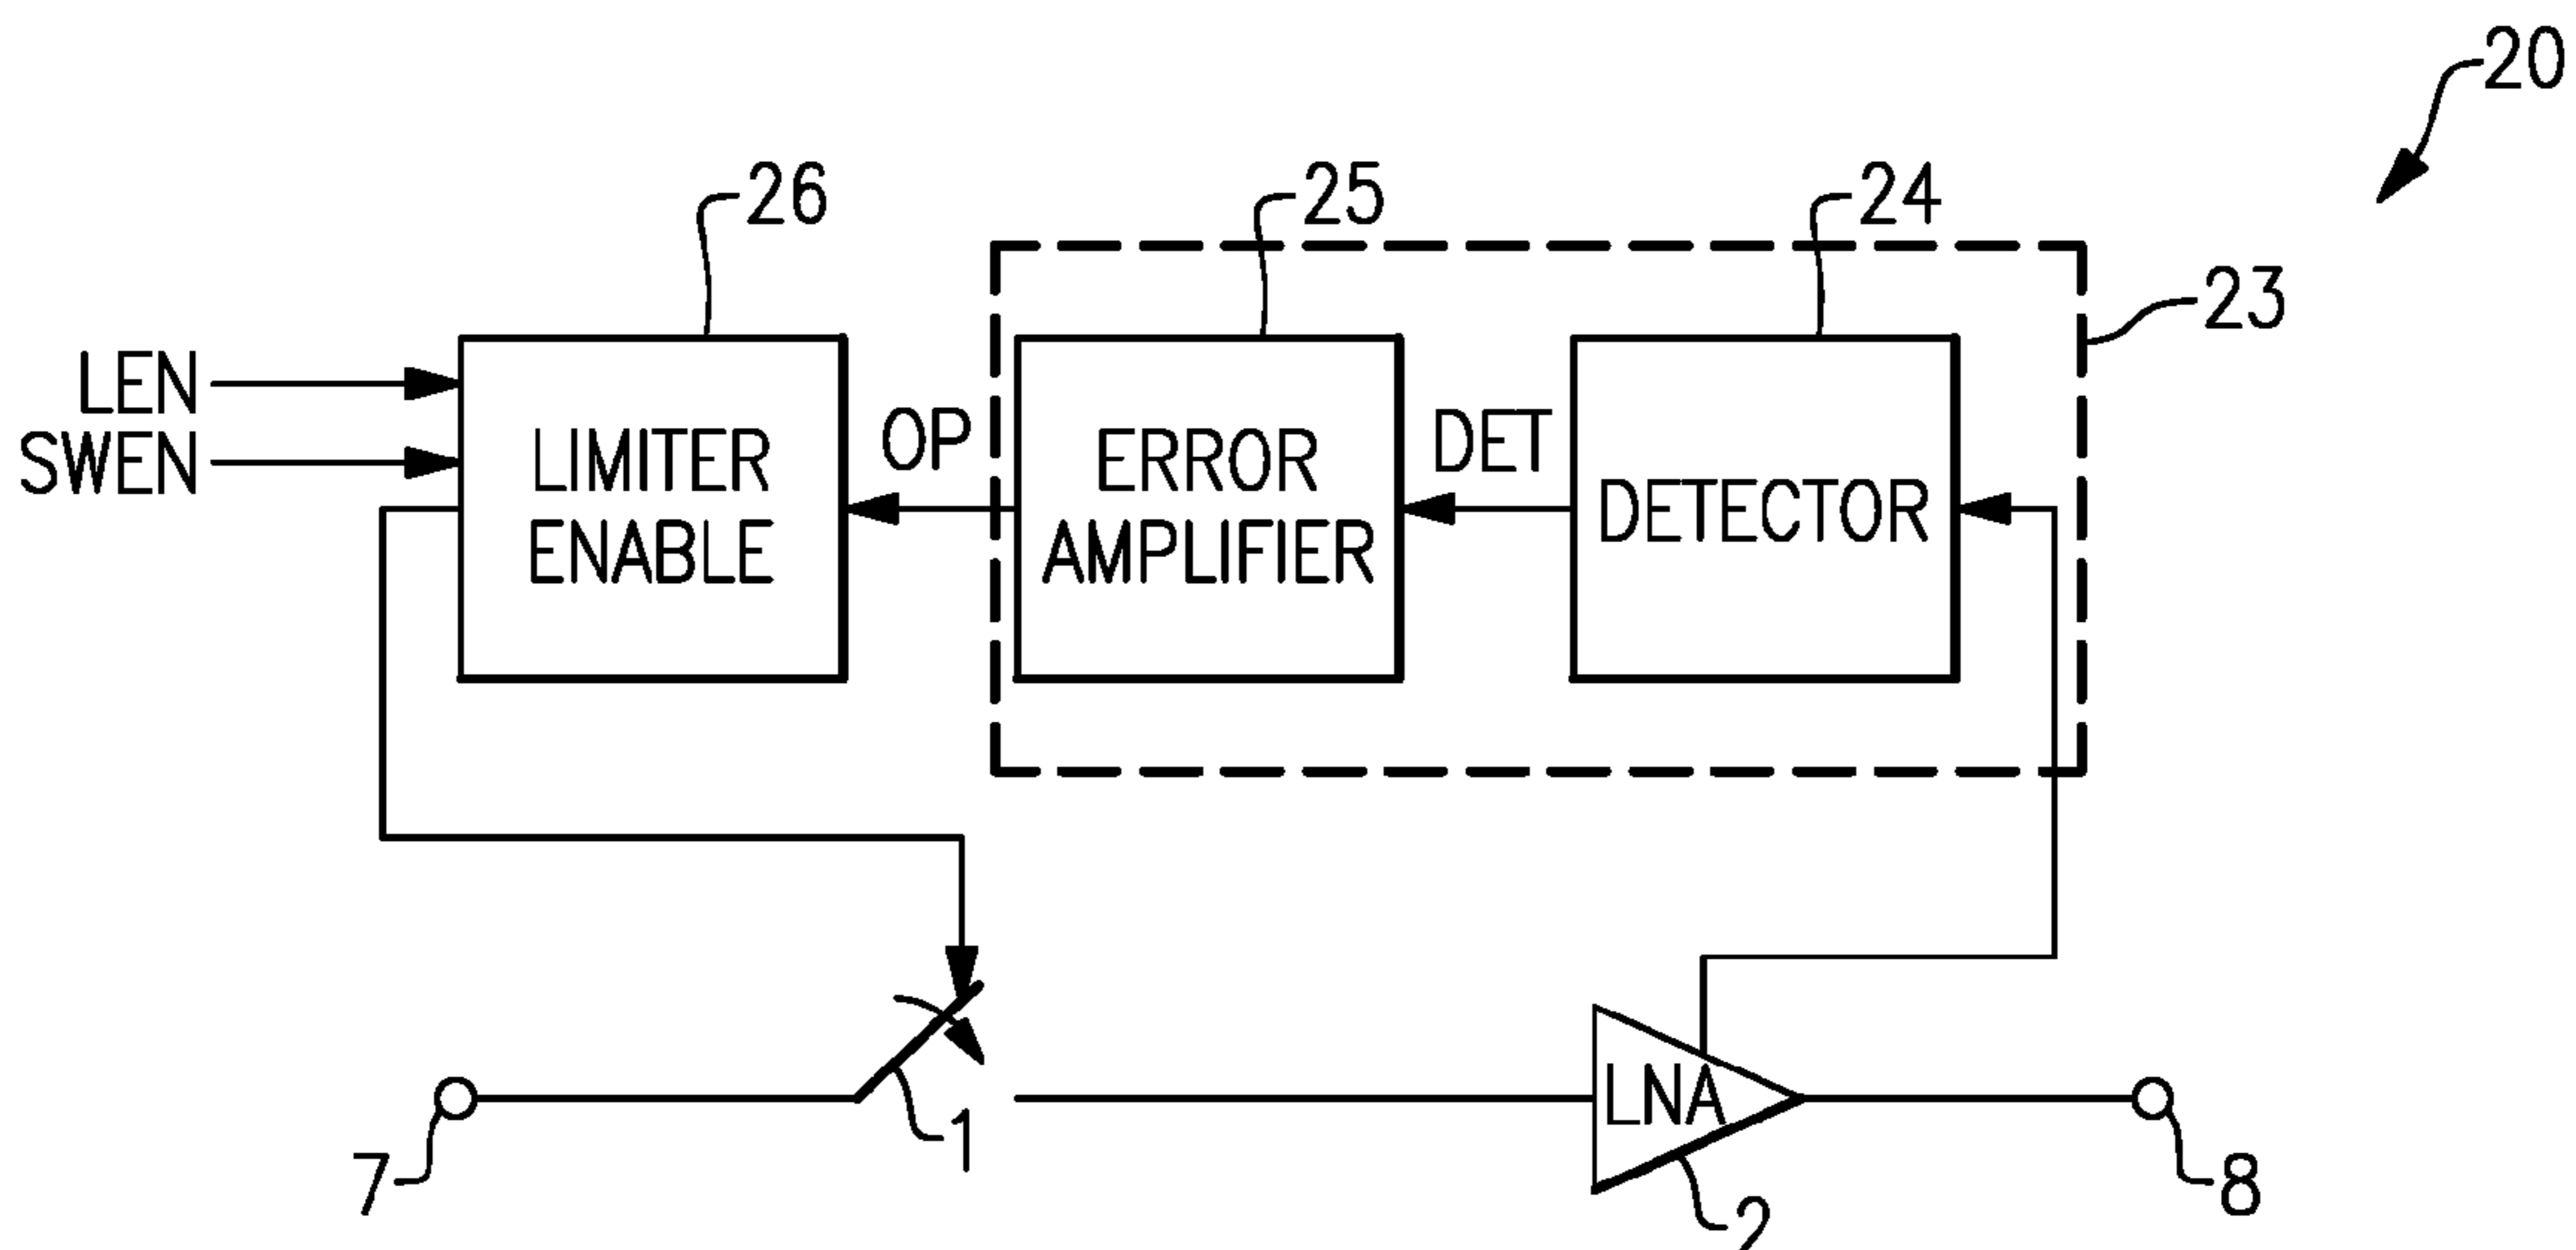 20
26
25
24
23
LEN
SWEN
LIMITER
ENABLE
OP
ERROR
AMPLIFIER
DET
DETECTOR
LNA
1
7
2
8